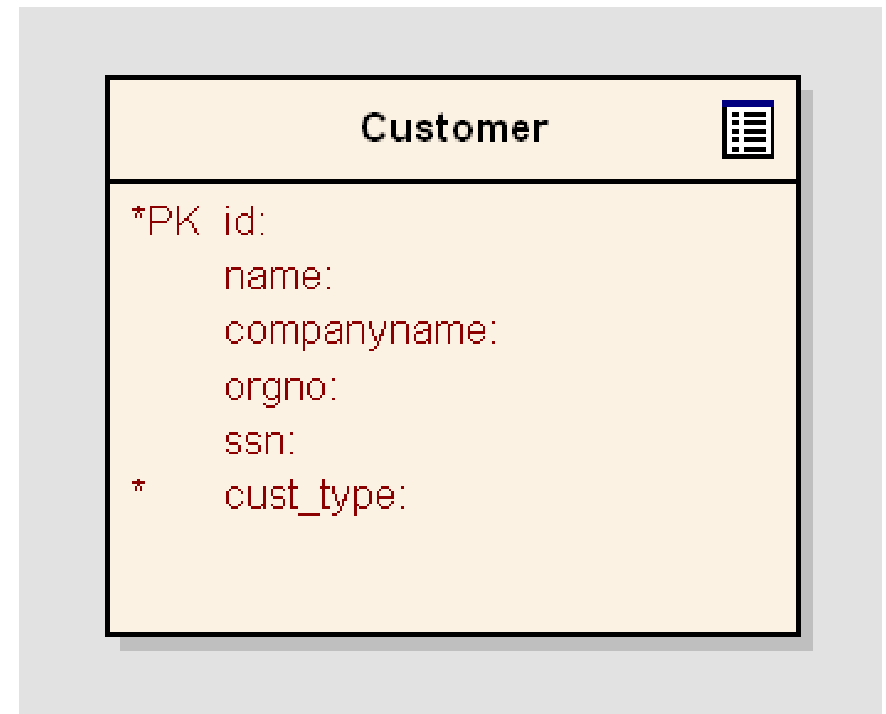 Customer
*PK id:
name:
companyname:
orgno:
ssn:
* cust_type: